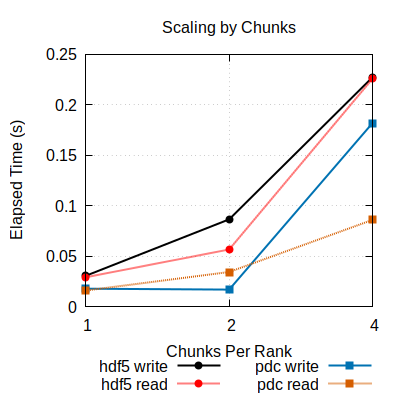 Scaling by Chunks
Elapsed Time (s)
0.25
0.2
0.15
0.1
0.05
0
1 2 4
Chunks Per Rank
hdf5 write pdc write
hdf5 read pdc read